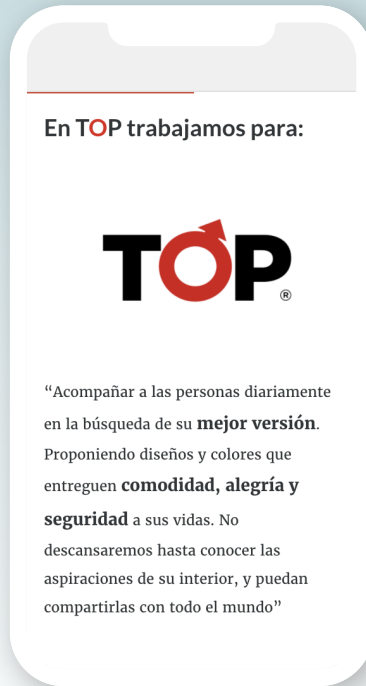 En TOP trabajamos para:
TOP®
“Acompañar a las personas diariamente
en la búsqueda de su mejor versión.
Proponiendo diseños y colores que
entreguen comodidad, alegría y
seguridad a sus vidas. No
descansaremos hasta conocer las
aspiraciones de su interior, y puedan
compartirlas con todo el mundo”